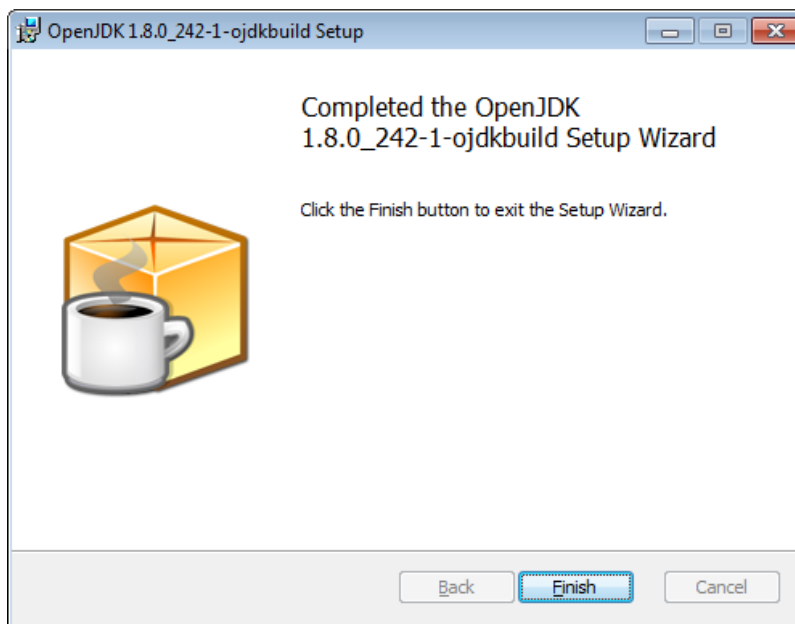 OpenJDK 1.8.0_242-1-ojdkbuild Setup
Completed the OpenJDK
1.8.0_242-1-ojdkbuild Setup Wizard
Click the Finish button to exit the Setup Wizard.
Back Finish Cancel